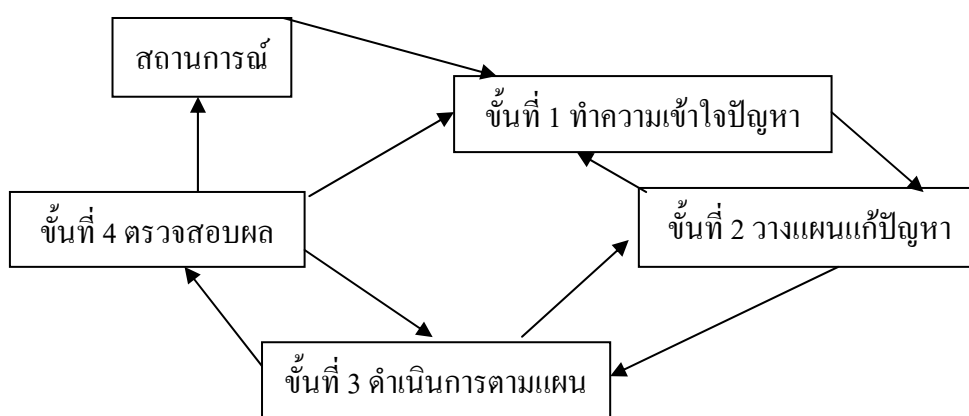 สถานการณ์
ขั้นที่ 1 ทำความเข้าใจปัญหา
ขั้นที่ 2 วางแผนแก้ปัญหา
ขั้นที่ 4 ตรวจสอบผล
ขั้นที่ 3 ดำเนินการตามแผน